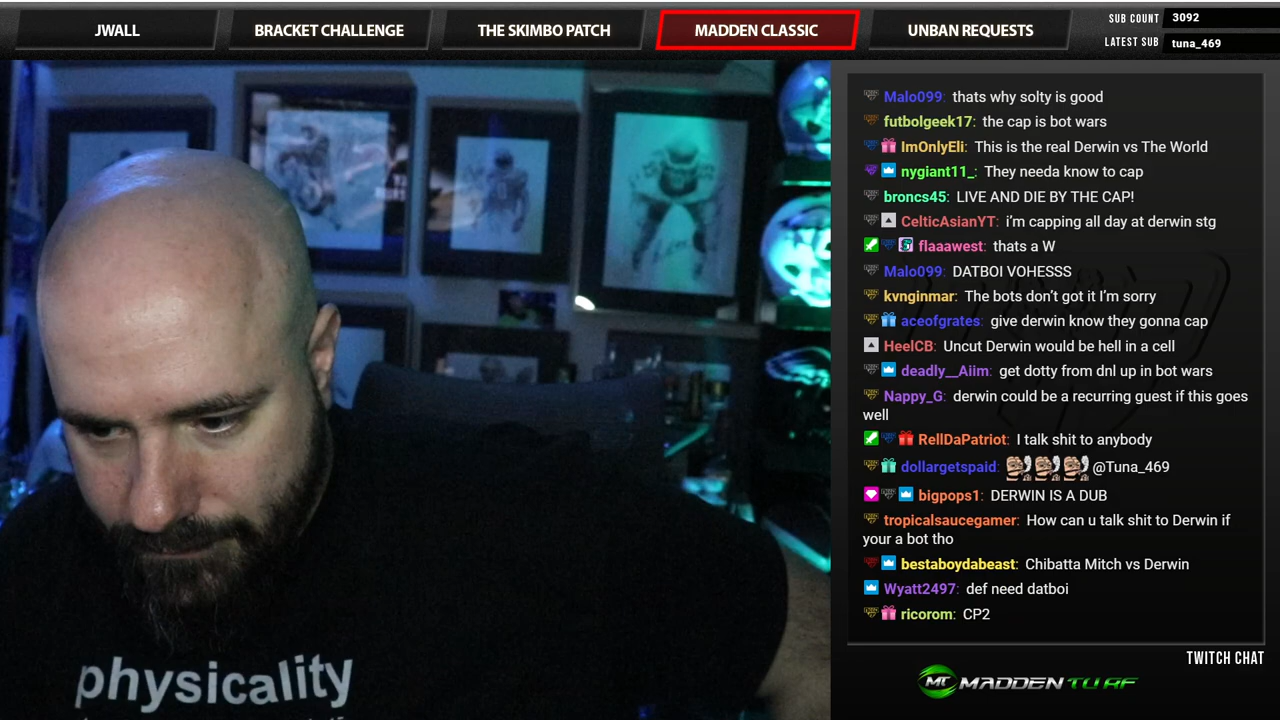 JWALL
BRACKET CHALLENGE
THE SKIMBO PATCH
MADDEN CLASSIC
UNBAN REQUESTS
SUB COUNT 3092
LATEST SUB tuna_469
Malo099: thats why solty is good
futbolgeek17: the cap is bot wars
ImOnlyEli: This is the real Derwin vs The World
nygiant11_: They needa know to cap
broncs45: LIVE AND DIE BY THE CAP!
CelticAsianYT: i'm capping all day at derwin stg
flaaawest: thats a W
Malo099: DATBOI VOHESSS
kvnginmar: The bots don't got it I'm sorry
aceofgrates: give derwin know they gonna cap
HeelCB: Uncut Derwin would be hell in a cell
deadly__Aiim: get dotty from dnl up in bot wars
Nappy_G: derwin could be a recurring guest if this goes
well
RellDaPatriot: I talk shit to anybody
dollargetspaid: @Tuna_469
bigpops1: DERWIN IS A DUB
tropicalsaucegamer: How can u talk shit to Derwin if
your a bot tho
bestaboydabeast: Chibatta Mitch vs Derwin
Wyatt2497: def need datboi
ricorom: CP2
TWITCH CHAT
MT MADDEN TURF
physicality